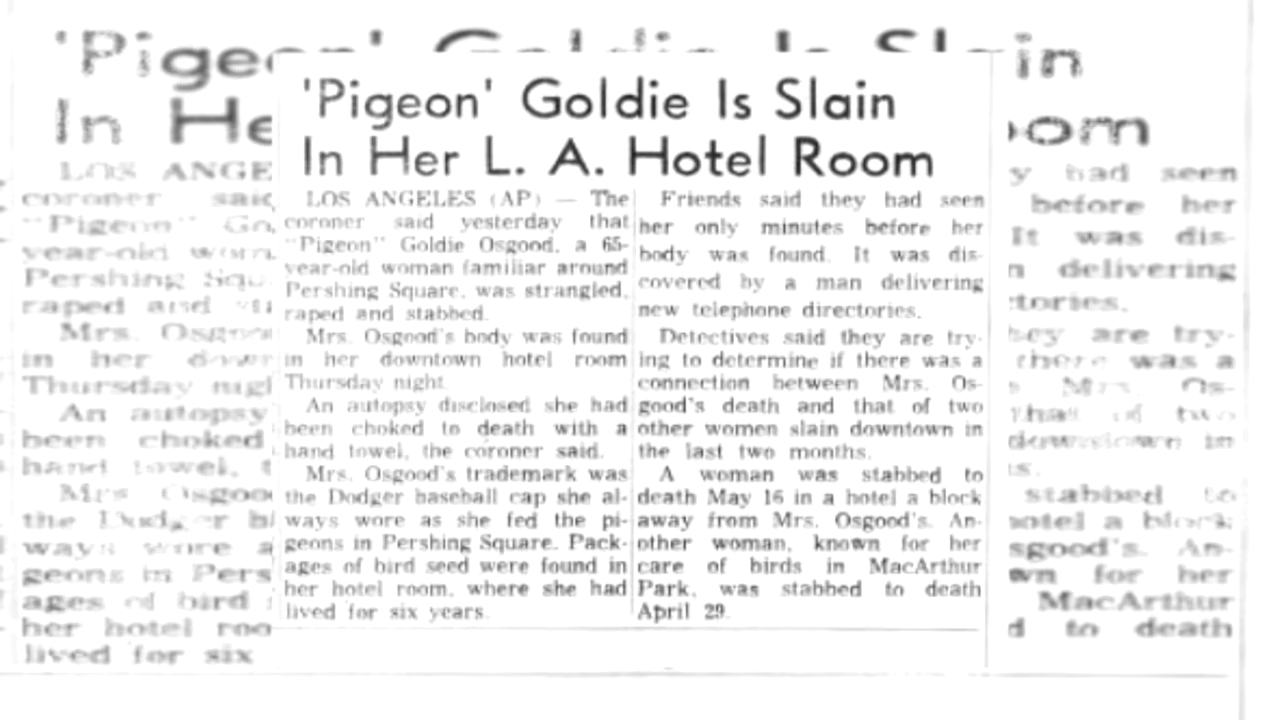 'Pigeon' Goldie Is Slain
In Her L. A. Hotel Room
LOS ANGELES (AP) — The
coroner said yesterday that
"Pigeon" Goldie Osgood, a 65-
year-old woman familiar around
Pershing Square, was strangled,
raped and stabbed.
Mrs. Osgood's body was found
in her downtown hotel room
Thursday night.
An autopsy disclosed she had
been choked to death with a
hand towel, the coroner said.
Mrs. Osgood's trademark was
the Dodger baseball cap she al-
ways wore as she fed the pi-
geons in Pershing Square. Pack-
ages of bird seed were found in
her hotel room, where she had
lived for six years.
Friends said they had seen
her only minutes before her
body was found. It was dis-
covered by a man delivering
new telephone directories.
Detectives said they are try-
ing to determine if there was a
connection between Mrs. Os-
good's death and that of two
other women slain downtown in
the last two months.
A woman was stabbed to
death May 16 in a hotel a block
away from Mrs. Osgood's. An-
other woman, known for her
care of birds in MacArthur
Park, was stabbed to death
April 29.